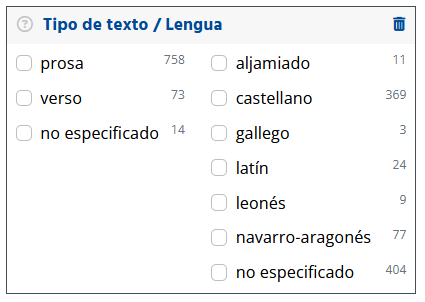 ? Tipo de texto / Lengua
prosa 758
verso 73
no especificado 14
aljamiado 11
castellano 369
gallego 3
latín 24
leonés 9
navarro-aragonés 77
no especificado 404